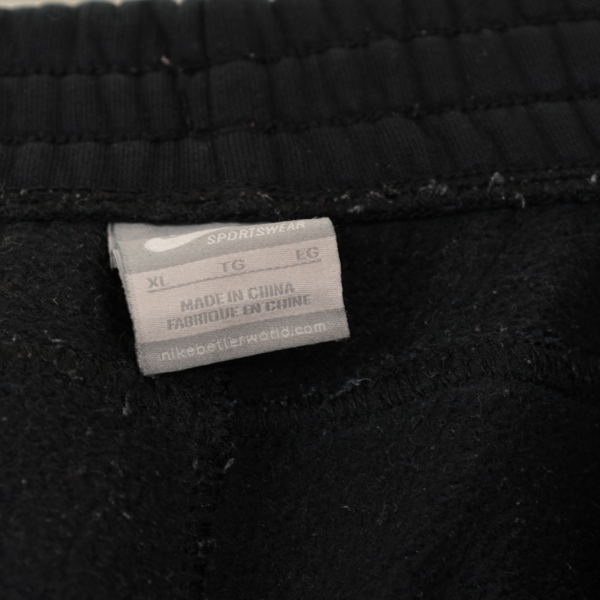 SPORTSWEAR
XL TG EG
MADE IN CHINA
FABRIQUE EN CHINE
nikebetterworld.com